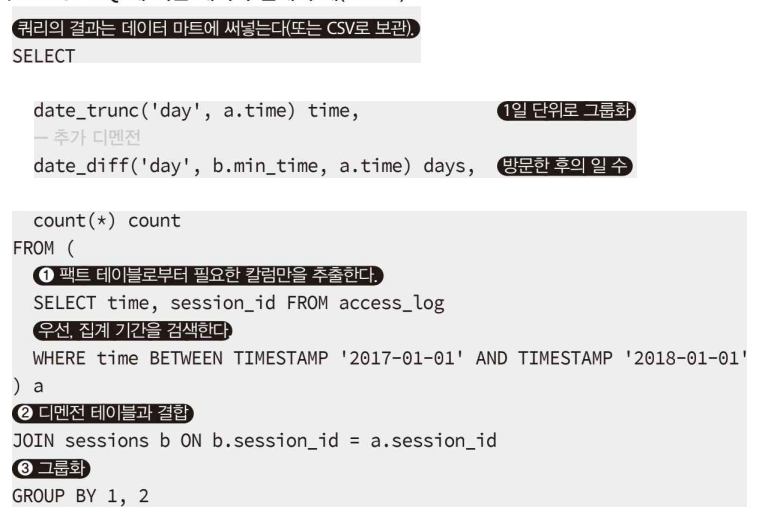 쿼리의 결과는 데이터 마트에 써넣는다(또는 CSV로 보관).
SELECT
date_trunc('day', a.time) time, 1일 단위로 그룹화
— 추가 디멘전
date_diff('day', b.min_time, a.time) days, 방문한 후의 일 수
count(*) count
FROM (
❶ 팩트 테이블로부터 필요한 칼럼만을 추출한다.
SELECT time, session_id FROM access_log
우선, 집계 기간을 검색한다
WHERE time BETWEEN TIMESTAMP '2017-01-01' AND TIMESTAMP '2018-01-01'
) a
❷ 디멘전 테이블과 결합
JOIN sessions b ON b.session_id = a.session_id
❸ 그룹화
GROUP BY 1, 2